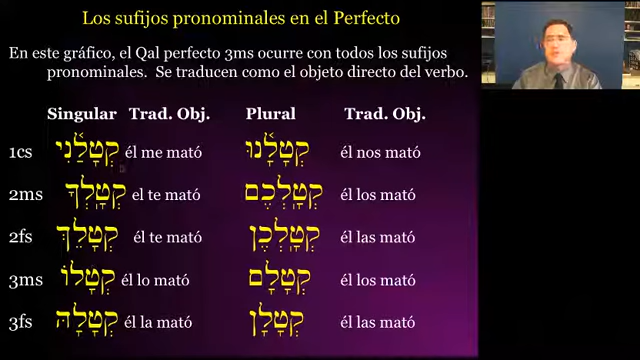 Los sufijos pronominales en el Perfecto
En este gráfico, el Qal perfecto 3ms ocurre con todos los sufijos
pronominales. Se traducen como el objeto directo del verbo.
Singular Trad. Obj. Plural Trad. Obj.
1cs קְטָלַ֫נִי él me mató קְטָלָ֫נוּ él nos mató
2ms קְטָֽלְךָ el te mató קְטָֽלְכֶם él los mató
2fs קְטָלֵךְ él te mató קְטָֽלְכֶן él las mató
3ms קְטָלוֹ él lo mató קְטָלָם él los mató
3fs קְטָלָהּ él la mató קְטָלָן él las mató